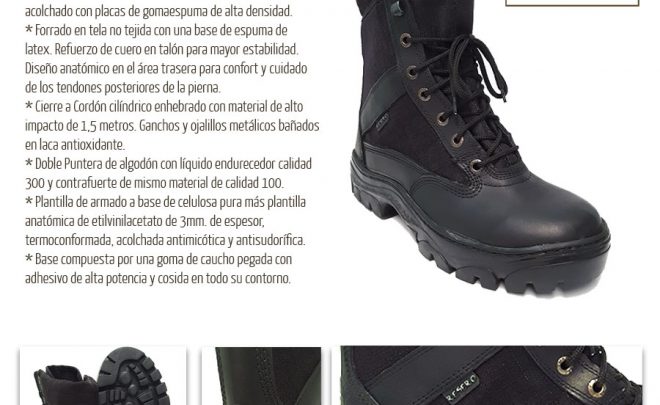 acolchado con placas de gomaespuma de alta densidad.
* Forrado en tela no tejida con una base de espuma de
latex. Refuerzo de cuero en talón para mayor estabilidad.
Diseño anatómico en el área trasera para confort y cuidado
de los tendones posteriores de la pierna.
* Cierre a Cordón cilíndrico enhebrado con material de alto
impacto de 1,5 metros. Ganchos y ojalillos metálicos bañados
en laca antioxidante.
* Doble Puntera de algodón con líquido endurecedor calidad
300 y contrafuerte de mismo material de calidad 100.
* Plantilla de armado a base de celulosa pura más plantilla
anatómica de etilvinilacetato de 3mm. de espesor,
termoconformada, acolchada antimicótica y antisudorífica.
* Base compuesta por una goma de caucho pegada con
adhesivo de alta potencia y cosida en todo su contorno.